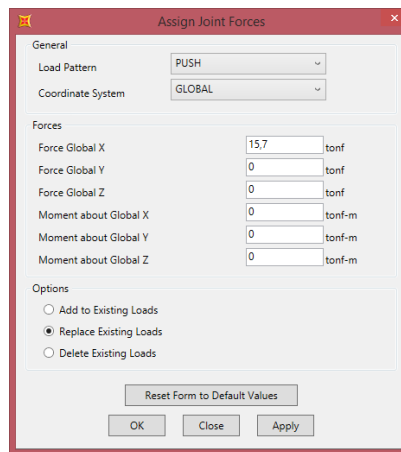 Assign Joint Forces
General
Load Pattern PUSH
Coordinate System GLOBAL
Forces
Force Global X 15,7 tonf
Force Global Y 0 tonf
Force Global Z 0 tonf
Moment about Global X 0 tonf-m
Moment about Global Y 0 tonf-m
Moment about Global Z 0 tonf-m
Options
Add to Existing Loads
Replace Existing Loads
Delete Existing Loads
Reset Form to Default Values
OK Close Apply